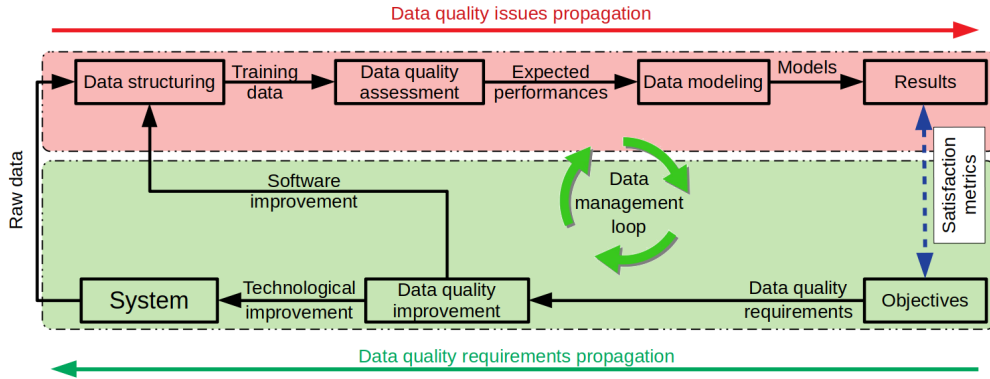 Data quality issues propagation
Data structuring
Training
data
Data quality
assessment
Expected
performances
Data modeling
Models
Results
Raw data
Software
improvement
Data
management
loop
Satisfaction
metrics
System
Technological
improvement
Data quality
improvement
Data quality
requirements
Objectives
Data quality requirements propagation